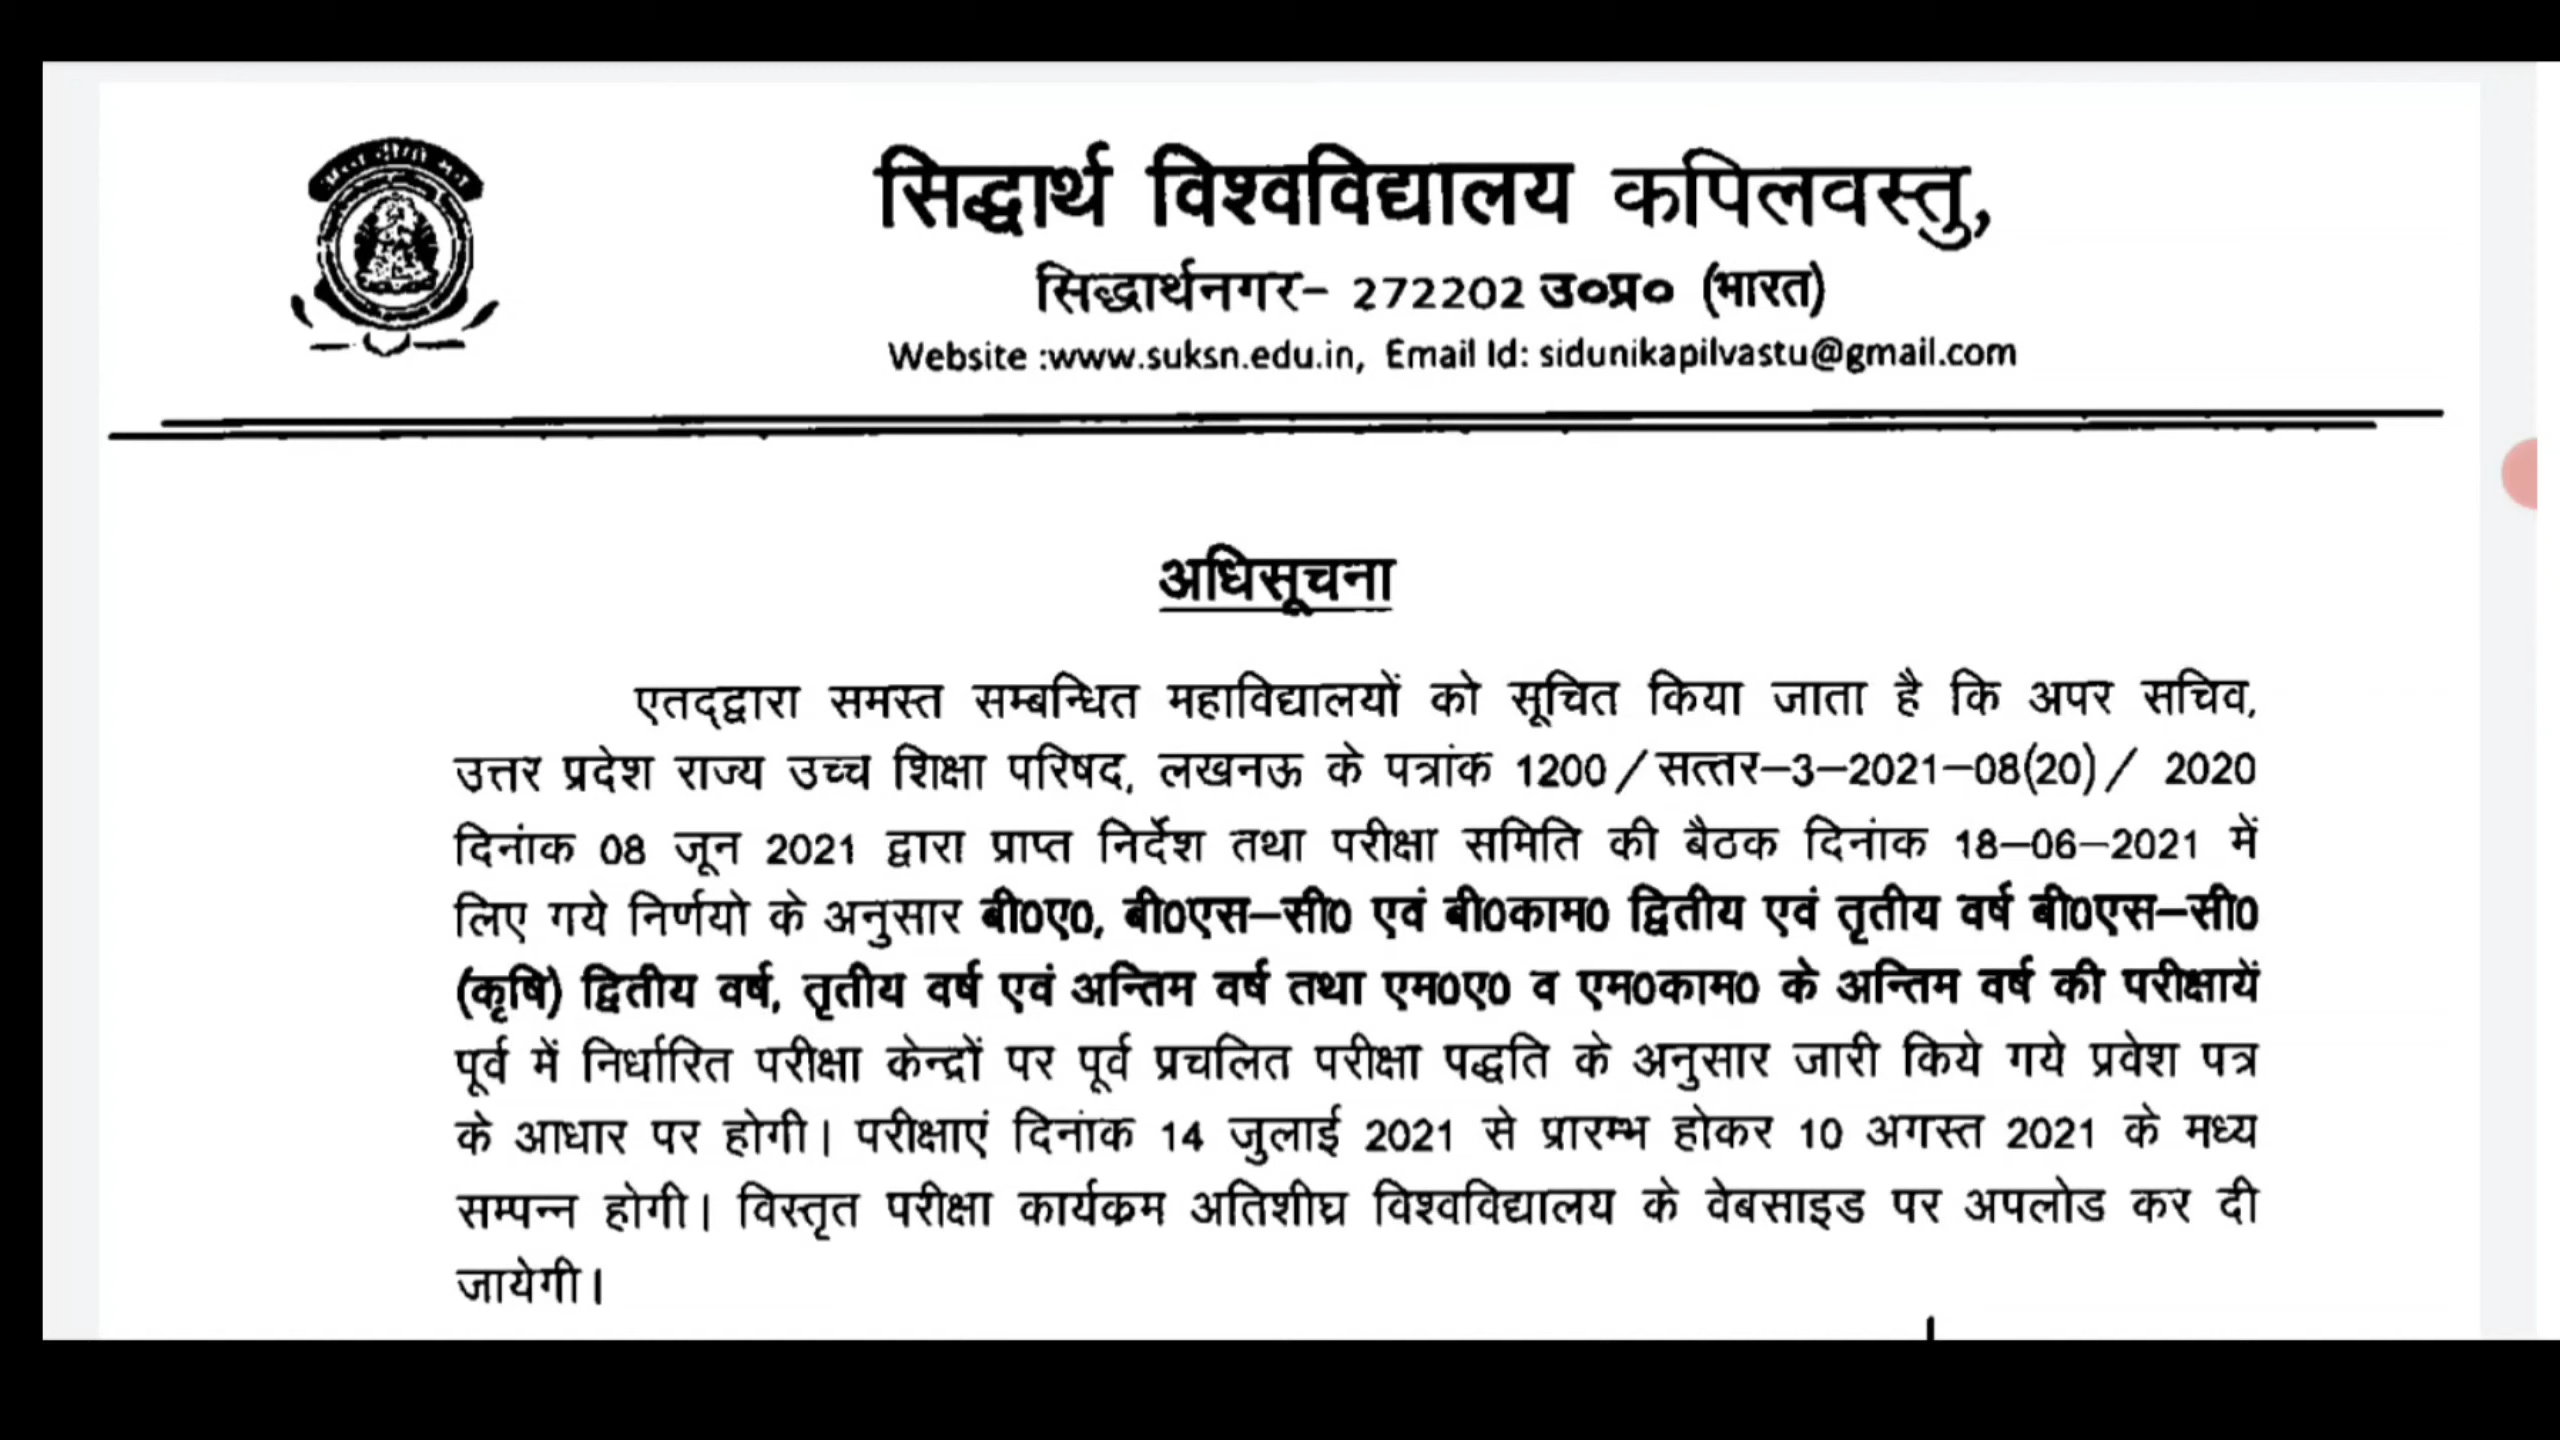 सिद्धार्थ विश्वविद्यालय कपिलवस्तु,
सिद्धार्थनगर- 272202 उ०प्र० (भारत)
Website :www.suksn.edu.in, Email Id: sidunikapilvastu@gmail.com
अधिसूचना
एतद्द्वारा समस्त सम्बन्धित महाविद्यालयों को सूचित किया जाता है कि अपर सचिव,
उत्तर प्रदेश राज्य उच्च शिक्षा परिषद, लखनऊ के पत्रांक 1200/सत्तर-3-2021-08(20)/ 2020
दिनांक 08 जून 2021 द्वारा प्राप्त निर्देश तथा परीक्षा समिति की बैठक दिनांक 18-06-2021 में
लिए गये निर्णयो के अनुसार बी0ए0, बी0एस-सी0 एवं बी0काम0 द्वितीय एवं तृतीय वर्ष बी0एस-सी0
(कृषि) द्वितीय वर्ष, तृतीय वर्ष एवं अन्तिम वर्ष तथा एम0ए0 व एम0काम0 के अन्तिम वर्ष की परीक्षायें
पूर्व में निर्धारित परीक्षा केन्द्रों पर पूर्व प्रचलित परीक्षा पद्धति के अनुसार जारी किये गये प्रवेश पत्र
के आधार पर होगी। परीक्षाएं दिनांक 14 जुलाई 2021 से प्रारम्भ होकर 10 अगस्त 2021 के मध्य
सम्पन्न होगी। विस्तृत परीक्षा कार्यकम अतिशीघ्र विश्वविद्यालय के वेबसाइड पर अपलोड कर दी
जायेगी।